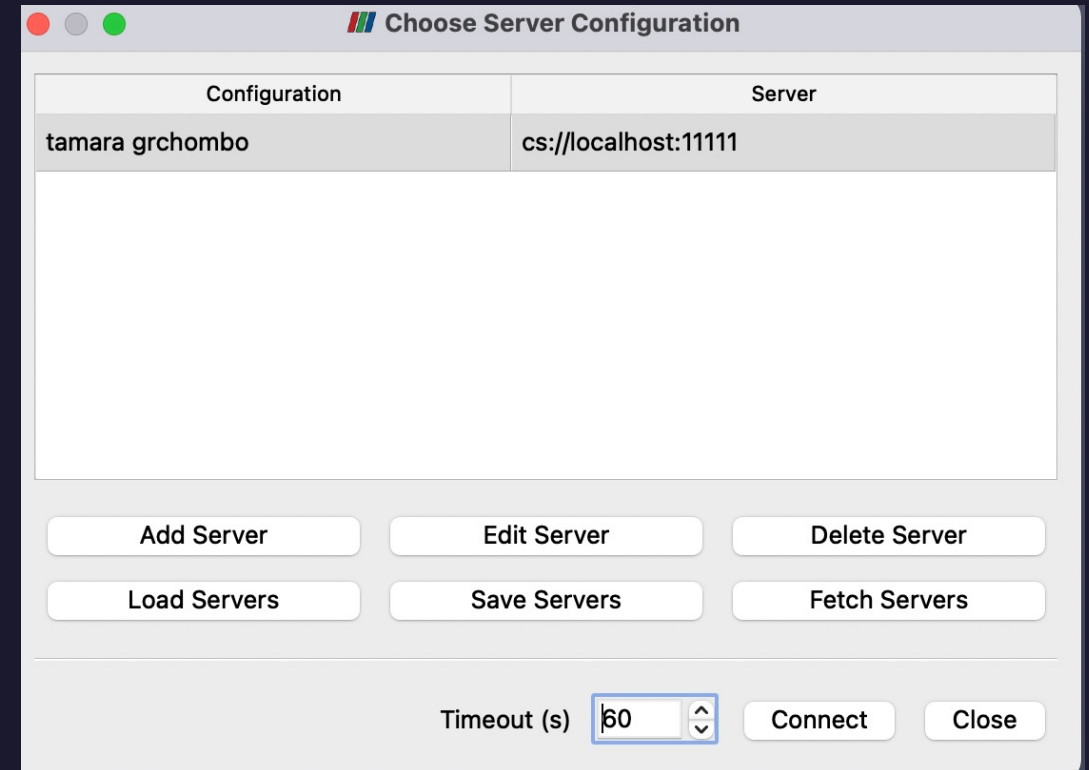 Choose Server Configuration
Configuration Server
tamara grchombo cs://localhost:11111
Add Server Edit Server Delete Server
Load Servers Save Servers Fetch Servers
Timeout (s) 60 Connect Close